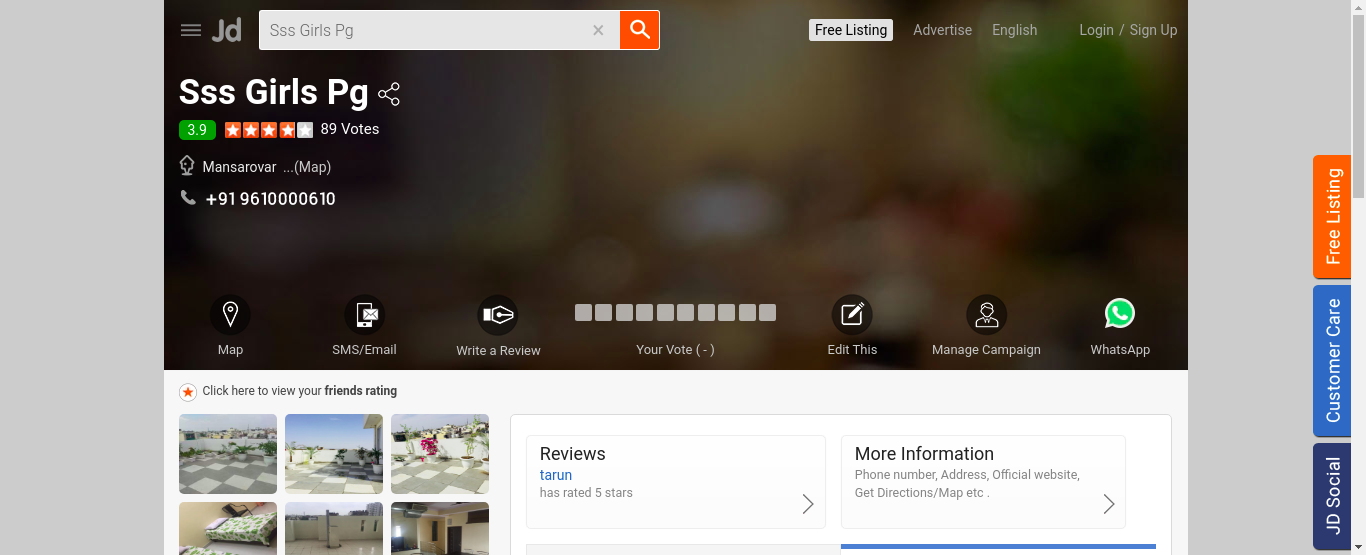 Jd
Sss Girls Pg
Free Listing
Advertise
English
Login / Sign Up
Sss Girls Pg
3.9
89 Votes
Mansarovar ...(Map)
+91 9610000610
Map
SMS/Email
Write a Review
Your Vote ( - )
Edit This
Manage Campaign
WhatsApp
Click here to view your friends rating
Reviews
tarun
has rated 5 stars
More Information
Phone number, Address, Official website,
Get Directions/Map etc .
Free Listing
Customer Care
JD Social